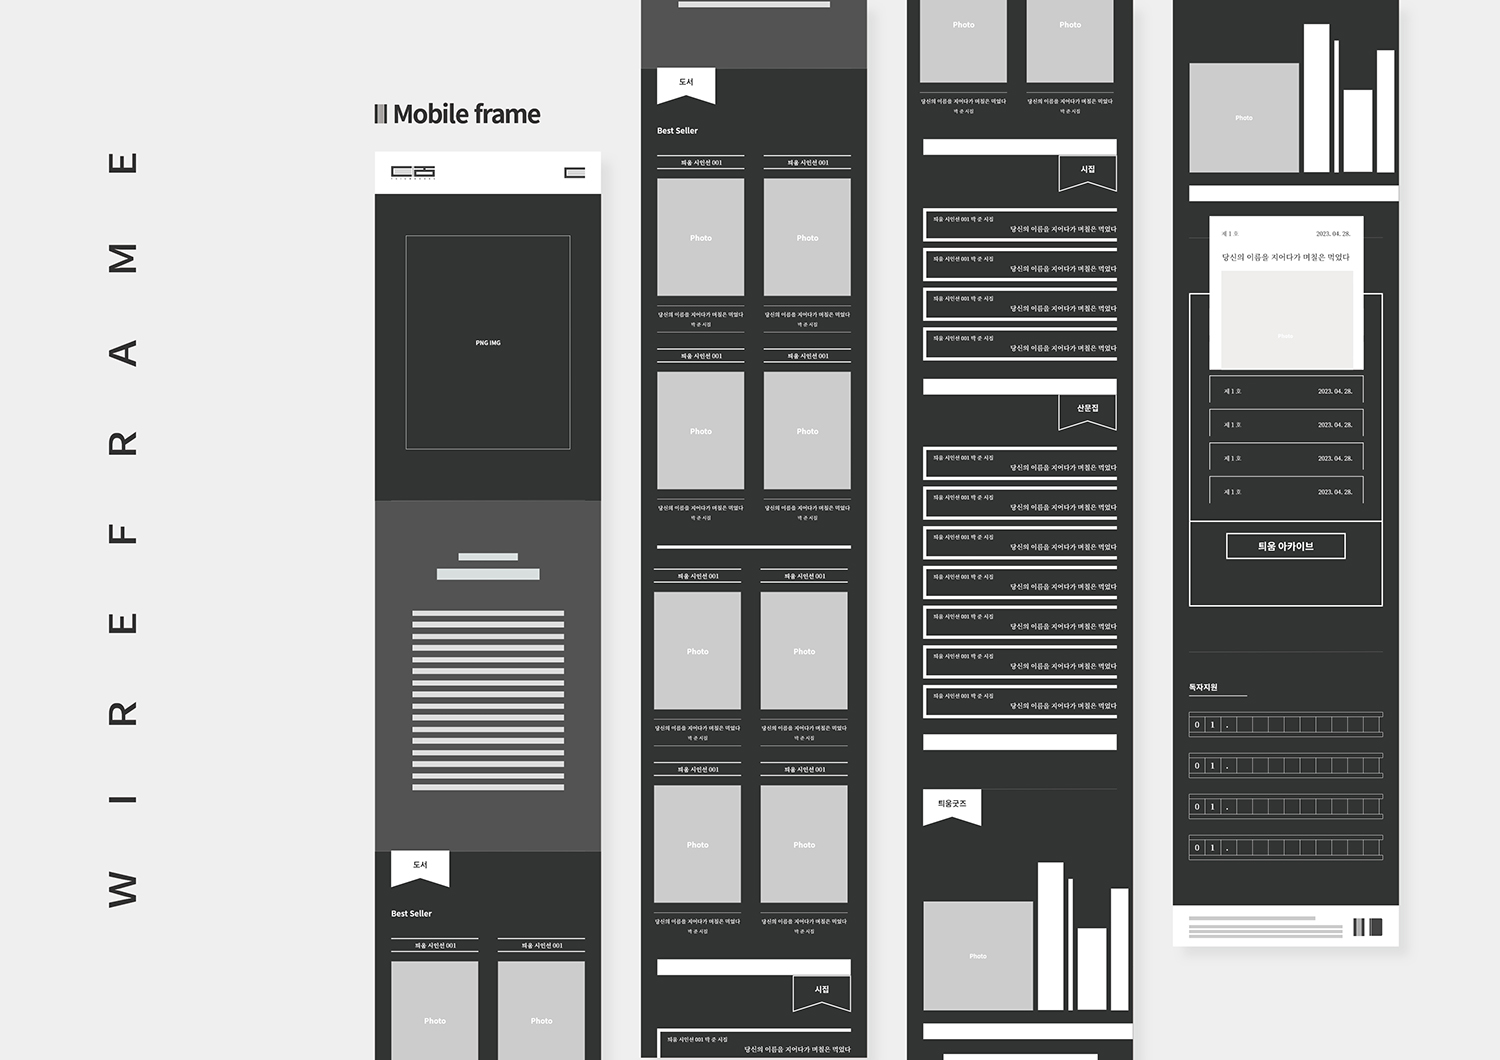 WIREFRAME
Mobile frame
PNG IMG
도서
Best Seller
틔움 시인선 001 틔움 시인선 001
Photo Photo
도서
Best Seller
틔움 시인선 001 틔움 시인선 001
Photo Photo
당신의 이름을 지어다가 며칠은 먹었다 당신의 이름을 지어다가 며칠은 먹었다
박 준 시집 박 준 시집
틔움 시인선 001 틔움 시인선 001
Photo Photo
당신의 이름을 지어다가 며칠은 먹었다 당신의 이름을 지어다가 며칠은 먹었다
박 준 시집 박 준 시집
틔움 시인선 001 틔움 시인선 001
Photo Photo
당신의 이름을 지어다가 며칠은 먹었다 당신의 이름을 지어다가 며칠은 먹었다
박 준 시집 박 준 시집
틔움 시인선 001 틔움 시인선 001
Photo Photo
당신의 이름을 지어다가 며칠은 먹었다 당신의 이름을 지어다가 며칠은 먹었다
박 준 시집 박 준 시집
시집
틔움 시인선 001 박 준 시집
당신의 이름을 지어다가 며칠은 먹었다
Photo Photo
당신의 이름을 지어다가 며칠은 먹었다 당신의 이름을 지어다가 며칠은 먹었다
박 준 시집 박 준 시집
시집
틔움 시인선 001 박 준 시집
당신의 이름을 지어다가 며칠은 먹었다
틔움 시인선 001 박 준 시집
당신의 이름을 지어다가 며칠은 먹었다
틔움 시인선 001 박 준 시집
당신의 이름을 지어다가 며칠은 먹었다
틔움 시인선 001 박 준 시집
당신의 이름을 지어다가 며칠은 먹었다
산문집
틔움 시인선 001 박 준 시집
당신의 이름을 지어다가 며칠은 먹었다
틔움 시인선 001 박 준 시집
당신의 이름을 지어다가 며칠은 먹었다
틔움 시인선 001 박 준 시집
당신의 이름을 지어다가 며칠은 먹었다
틔움 시인선 001 박 준 시집
당신의 이름을 지어다가 며칠은 먹었다
틔움 시인선 001 박 준 시집
당신의 이름을 지어다가 며칠은 먹었다
틔움 시인선 001 박 준 시집
당신의 이름을 지어다가 며칠은 먹었다
틔움 시인선 001 박 준 시집
당신의 이름을 지어다가 며칠은 먹었다
틔움굿즈
Photo
Photo
제 1 호 2023. 04. 28.
당신의 이름을 지어다가 며칠은 먹었다
Photo
제 1 호 2023. 04. 28.
제 1 호 2023. 04. 28.
제 1 호 2023. 04. 28.
제 1 호 2023. 04. 28.
틔움 아카이브
독자지원
0 1 .
0 1 .
0 1 .
0 1 .